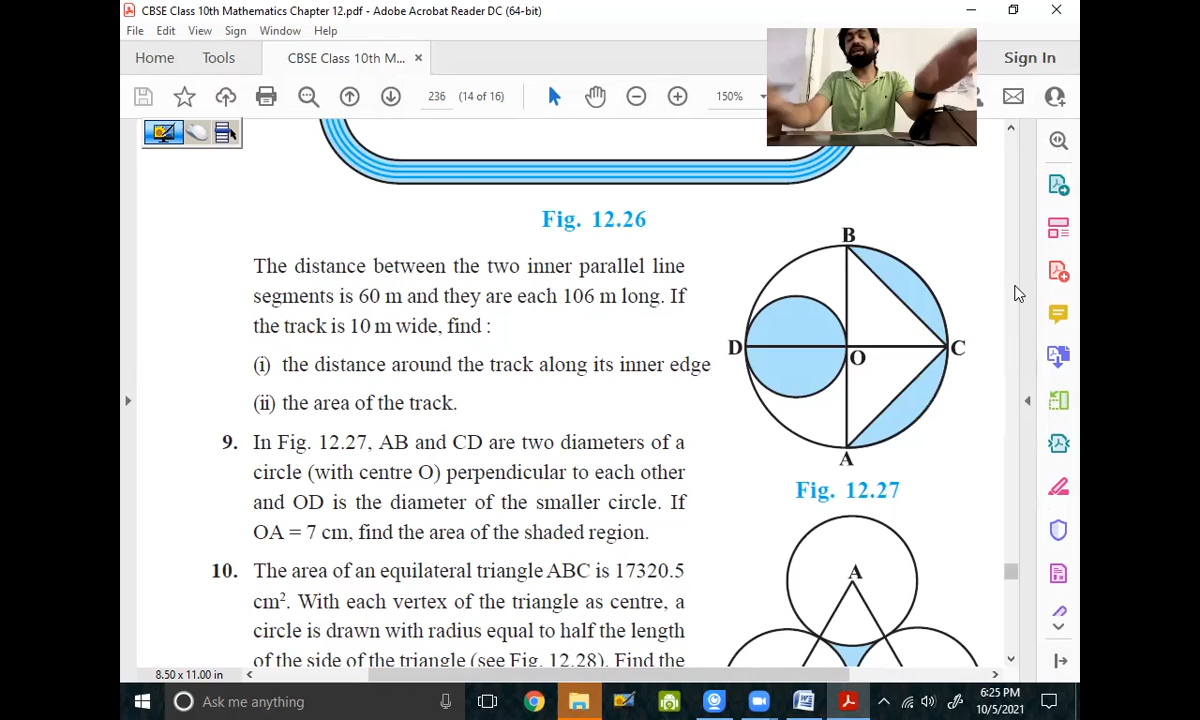 CBSE Class 10th Mathematics Chapter 12.pdf - Adobe Acrobat Reader DC (64-bit)
File Edit View Sign Window Help
Home Tools CBSE Class 10th M... × Sign In
236 (14 of 16) 150%
Fig. 12.26
The distance between the two inner parallel line
segments is 60 m and they are each 106 m long. If
the track is 10 m wide, find :
(i) the distance around the track along its inner edge
(ii) the area of the track.
B
D
O
C
A
Fig. 12.27
9. In Fig. 12.27, AB and CD are two diameters of a
circle (with centre O) perpendicular to each other
and OD is the diameter of the smaller circle. If
OA = 7 cm, find the area of the shaded region.
10. The area of an equilateral triangle ABC is 17320.5
cm². With each vertex of the triangle as centre, a
circle is drawn with radius equal to half the length
of the side of the triangle (see Fig. 12.28). Find the
A
8.50 x 11.00 in
Ask me anything
6:25 PM
10/5/2021